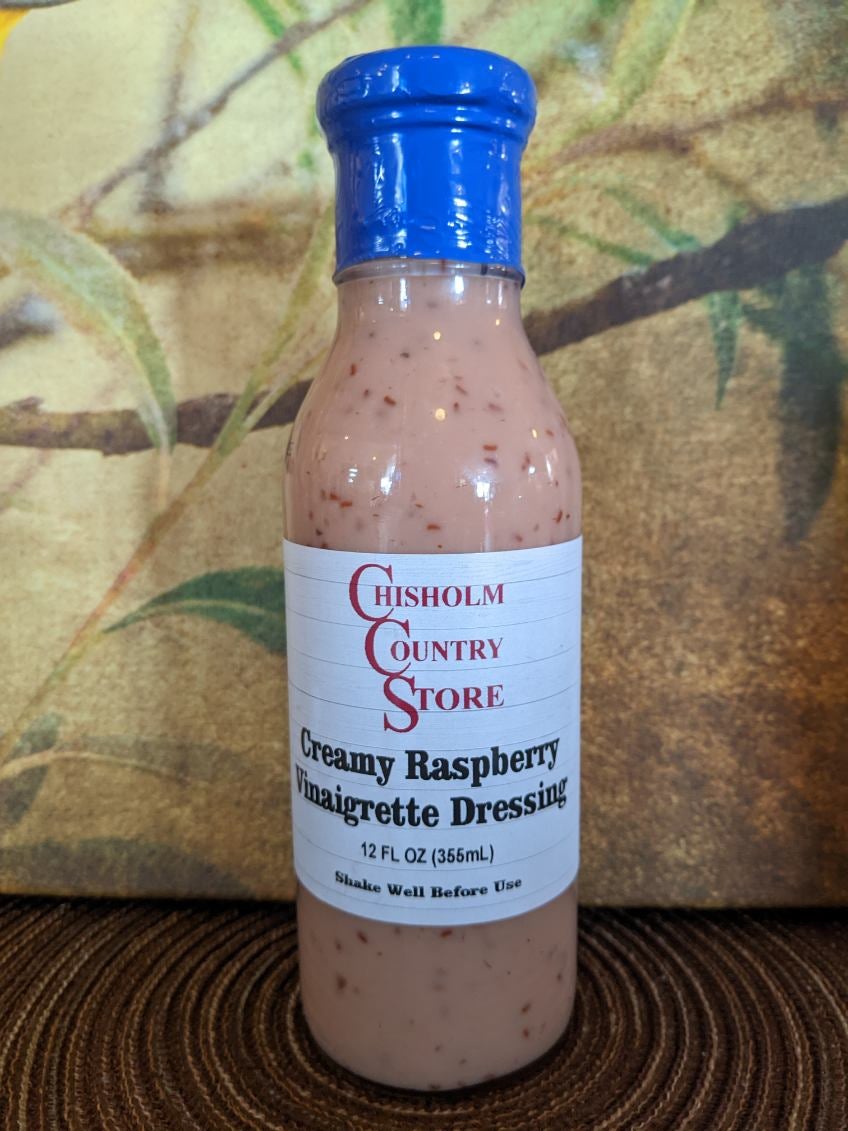 CHISHOLM
COUNTRY
STORE
Creamy Raspberry
Vinaigrette Dressing
12 FL OZ (355mL)
Shake Well Before Use